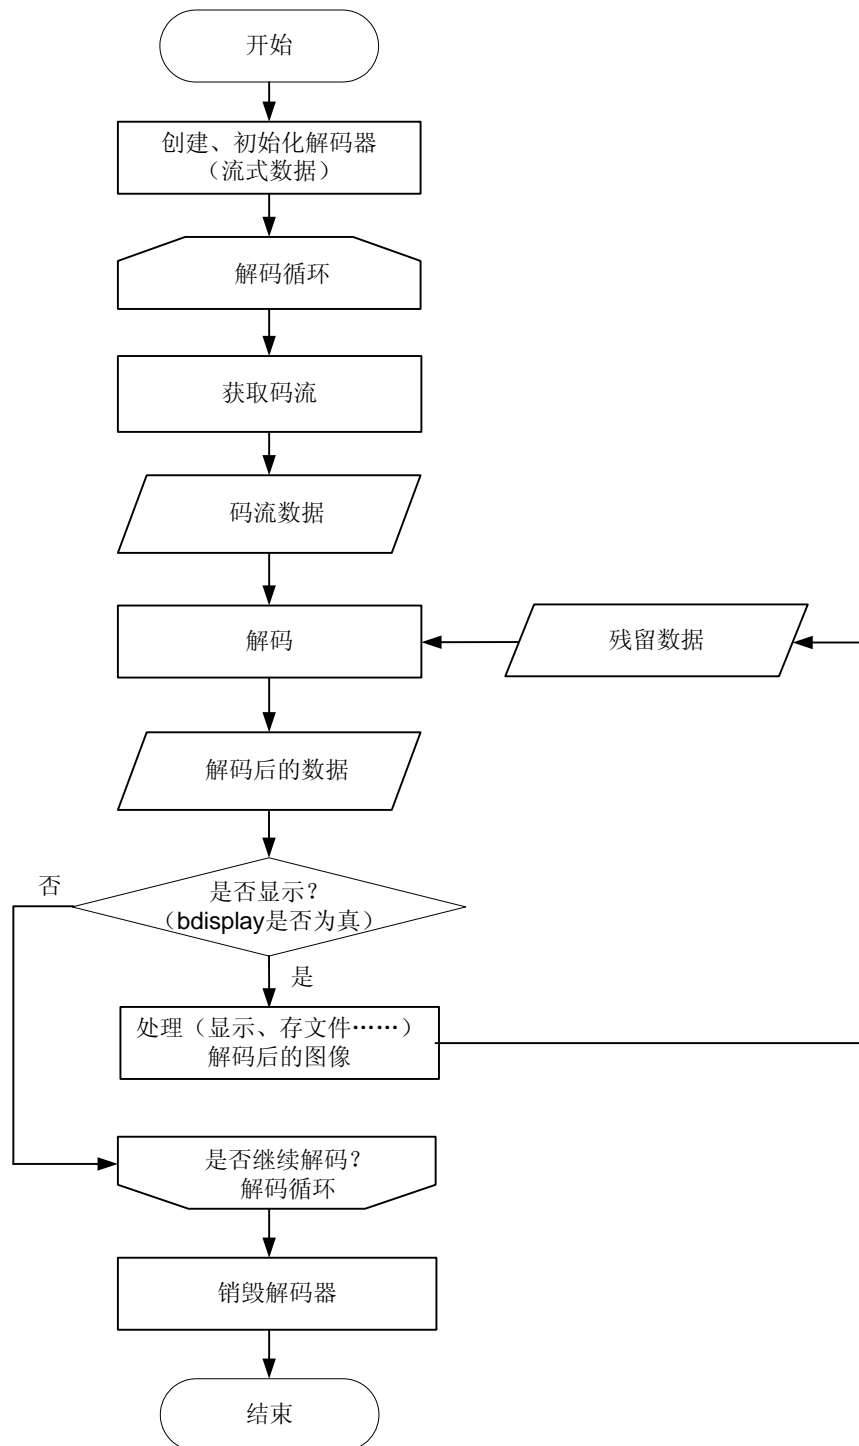 开始
创建、初始化解码器
（流式数据）
解码循环
获取码流
码流数据
解码
残留数据
解码后的数据
否
是否显示？
（bdisplay是否为真）
是
处理（显示、存文件……）
解码后的图像
是否继续解码？
解码循环
销毁解码器
结束